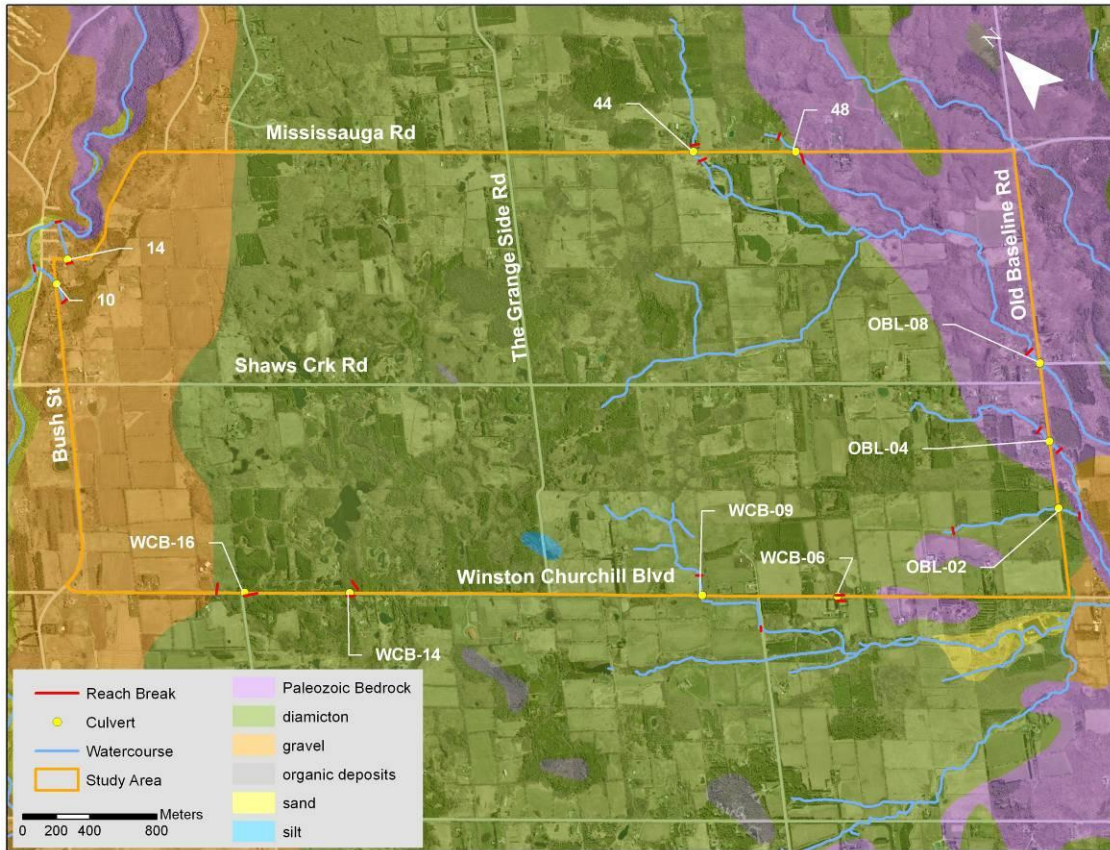 N
44
48
Mississauga Rd
14
10
The Grange Side Rd
Old Baseline Rd
OBL-08
Shaws Crk Rd
Bush St
OBL-04
WCB-09
WCB-16
WCB-06
OBL-02
Winston Churchill Blvd
WCB-14
Reach Break
Culvert
Watercourse
Study Area
Meters
0 200 400 800
Paleozoic Bedrock
diamicton
gravel
organic deposits
sand
silt